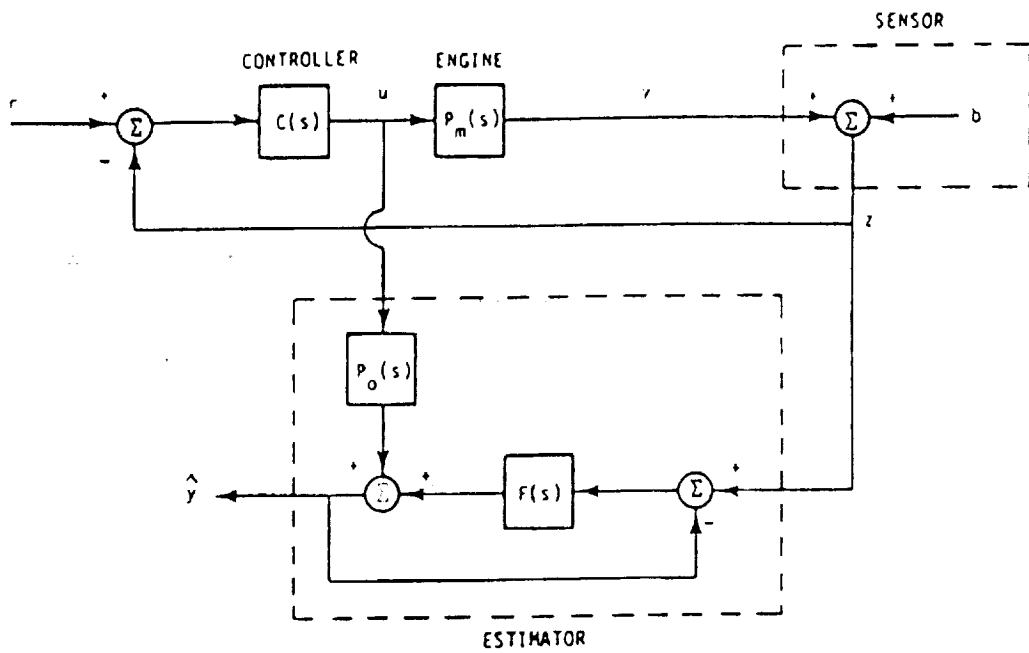 SENSOR
CONTROLLER ENGINE
u
+ + +
Σ C(s) P_m(s) Σ b
-
z
P_o(s)
+ + +
ŷ Σ F(s) Σ
-
ESTIMATOR